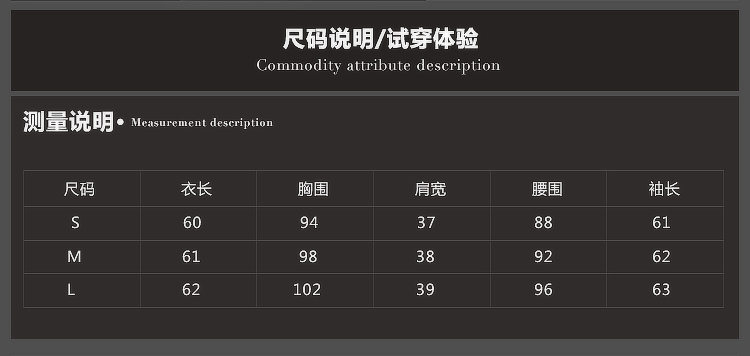 尺码说明/试穿体验
Commodity attribute description
测量说明• Measurement description
尺码 衣长 胸围 肩宽 腰围 袖长
S 60 94 37 88 61
M 61 98 38 92 62
L 62 102 39 96 63